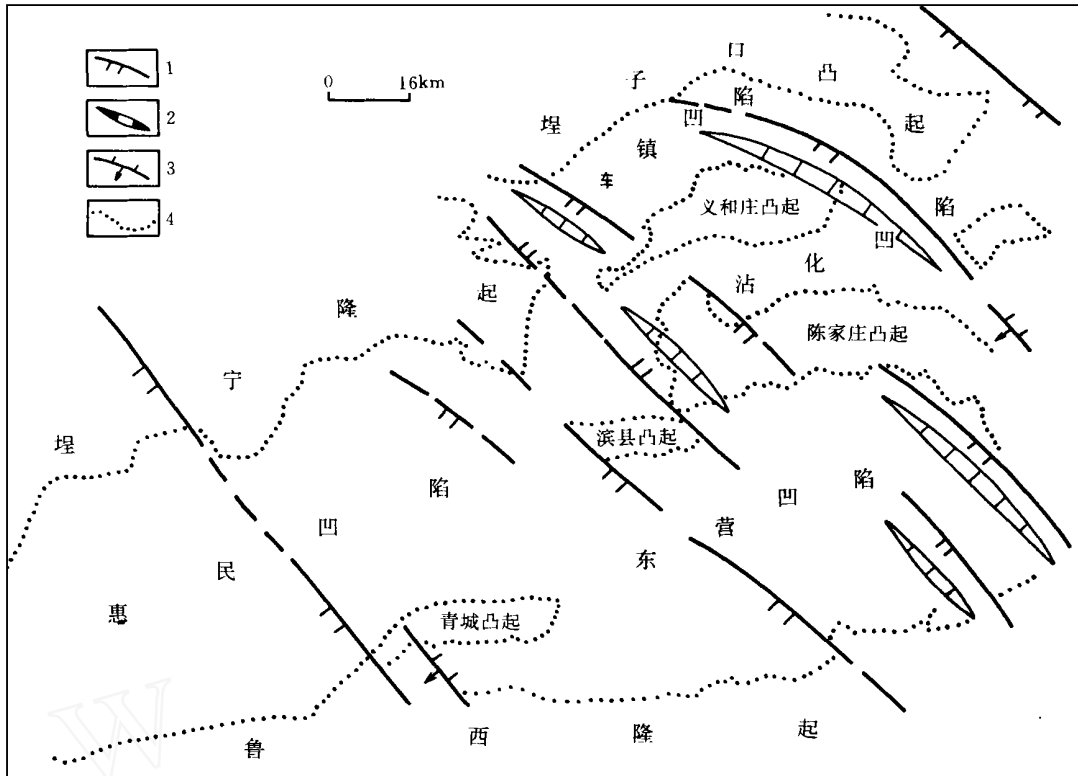 1
2
3
4
0 16km
埕子口凸起
车镇凹陷
义和庄凸起
沾化凹陷
陈家庄凸起
埕宁隆起
滨县凸起
惠民凹陷
东营凹陷
青城凸起
鲁西隆起
W